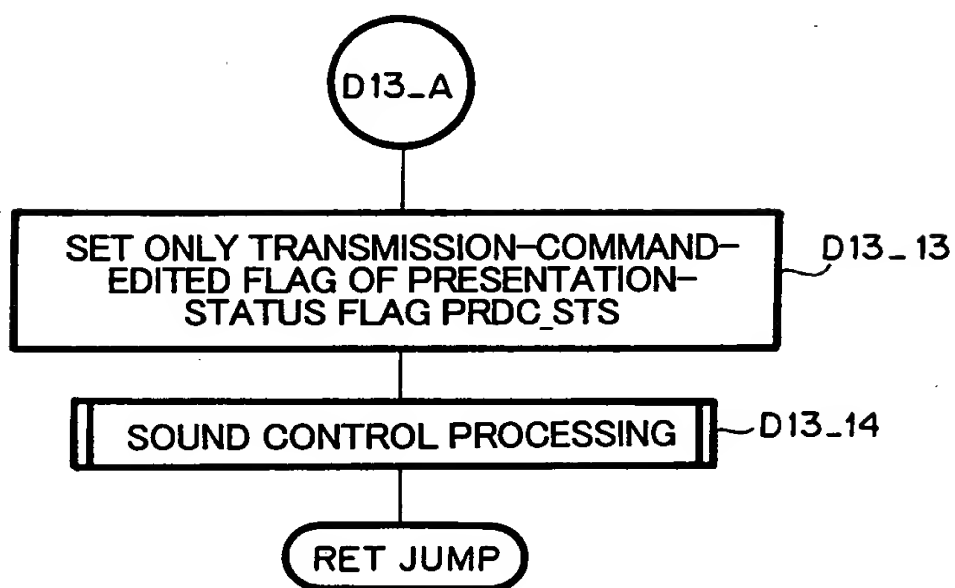 D13_A
SET ONLY TRANSMISSION-COMMAND-
EDITED FLAG OF PRESENTATION-
STATUS FLAG PRDC_STS
D13_13
SOUND CONTROL PROCESSING
D13_14
RET JUMP